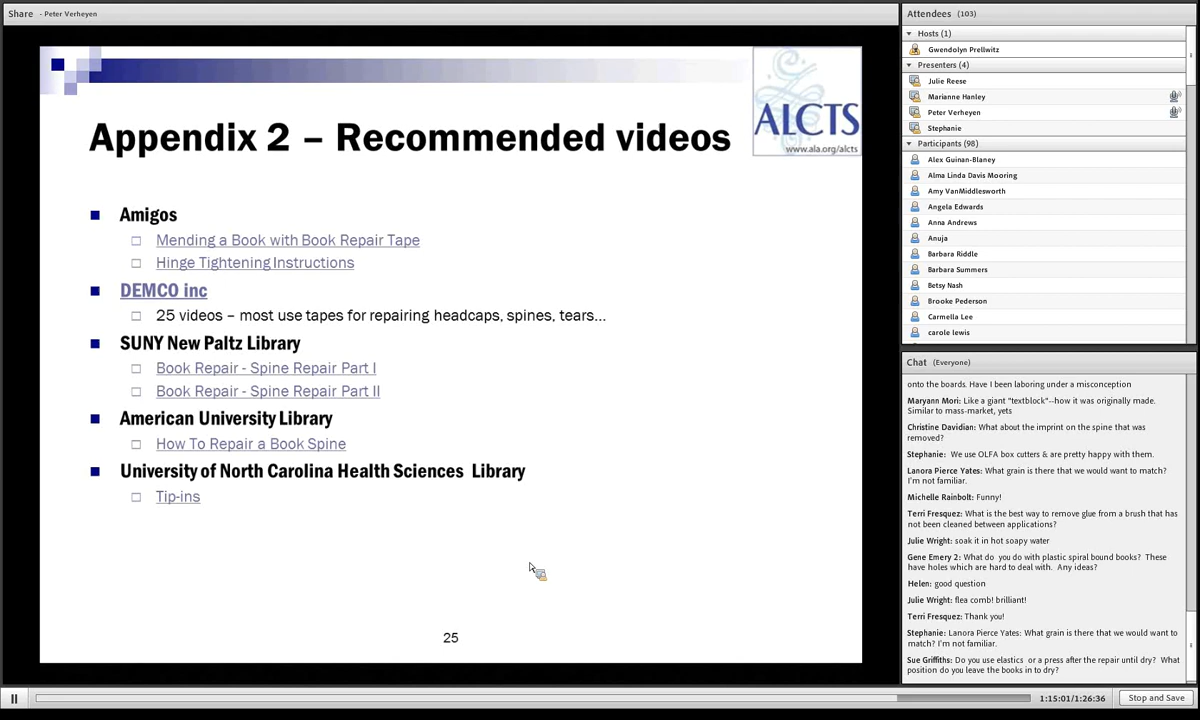 Share - Peter Verheyen
ALCTS
www.ala.org/alcts
Appendix 2 – Recommended videos
Amigos
Mending a Book with Book Repair Tape
Hinge Tightening Instructions
DEMCO inc
25 videos – most use tapes for repairing headcaps, spines, tears...
SUNY New Paltz Library
Book Repair - Spine Repair Part I
Book Repair - Spine Repair Part II
American University Library
How To Repair a Book Spine
University of North Carolina Health Sciences Library
Tip-ins
25
Attendees (103)
Hosts (1)
Gwendolyn Prellwitz
Presenters (4)
Julie Reese
Marianne Hanley
Peter Verheyen
Stephanie
Participants (98)
Alex Guinan-Blaney
Alma Linda Davis Mooring
Amy VanMiddlesworth
Angela Edwards
Anna Andrews
Anuja
Barbara Riddle
Barbara Summers
Betsy Nash
Brooke Pederson
Carmella Lee
carole lewis
Chat (Everyone)
onto the boards. Have I been laboring under a misconception
Maryann Mori: Like a giant "textblock"--how it was originally made.
Similar to mass-market, yets
Christine Davidian: What about the imprint on the spine that was
removed?
Stephanie: We use OLFA box cutters & are pretty happy with them.
Lanora Pierce Yates: What grain is there that we would want to match?
I'm not familiar.
Michelle Rainbolt: Funny!
Terri Fresquez: What is the best way to remove glue from a brush that has
not been cleaned between applications?
Julie Wright: soak it in hot soapy water
Gene Emery 2: What do you do with plastic spiral bound books? These
have holes which are hard to deal with. Any ideas?
Helen: good question
Julie Wright: flea comb! brilliant!
Terri Fresquez: Thank you!
Stephanie: Lanora Pierce Yates: What grain is there that we would want to
match? I'm not familiar.
Sue Griffiths: Do you use elastics or a press after the repair until dry? What
position do you leave the books in to dry?
1:15:01/1:26:36
Stop and Save